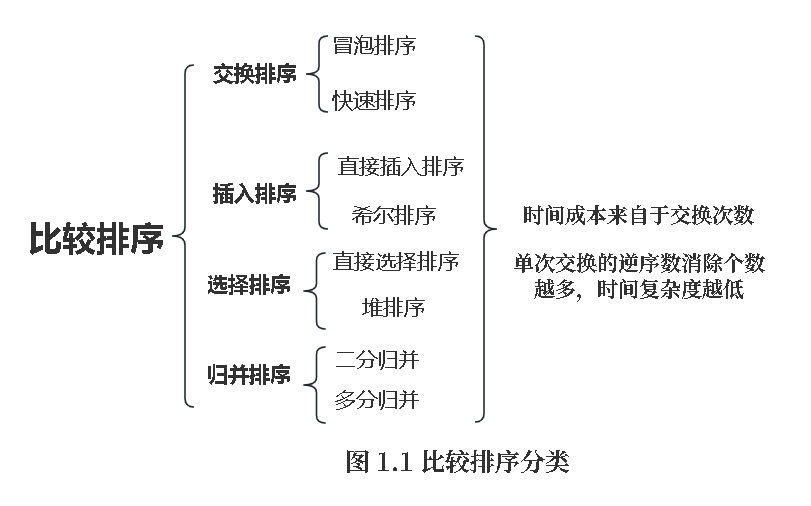 比较排序
交换排序
冒泡排序
快速排序
插入排序
直接插入排序
希尔排序
选择排序
直接选择排序
堆排序
归并排序
二分归并
多分归并
时间成本来自于交换次数
单次交换的逆序数消除个数
越多，时间复杂度越低
图 1.1 比较排序分类